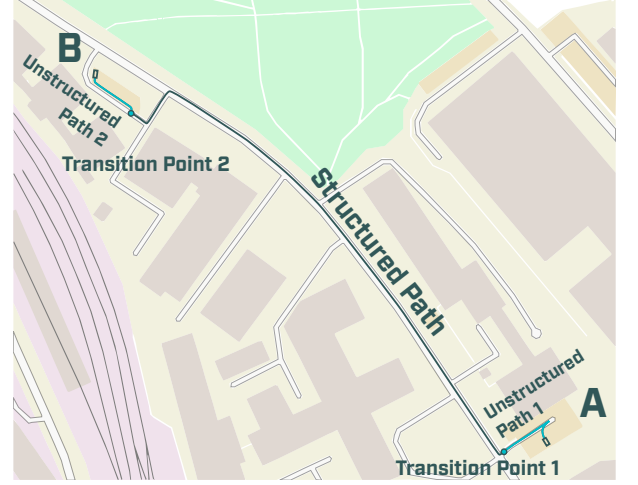 B
Unstructured
Path 2
Transition Point 2
Structured Path
Unstructured
Path 1
A
Transition Point 1